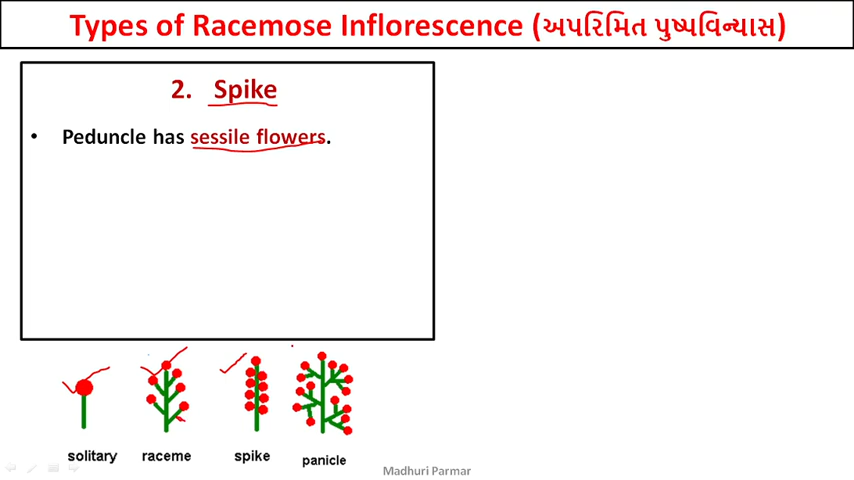 Types of Racemose Inflorescence (અપરિમિત પુષ્પવિન્યાસ)
2. Spike
• Peduncle has sessile flowers.
solitary raceme spike panicle
Madhuri Parmar